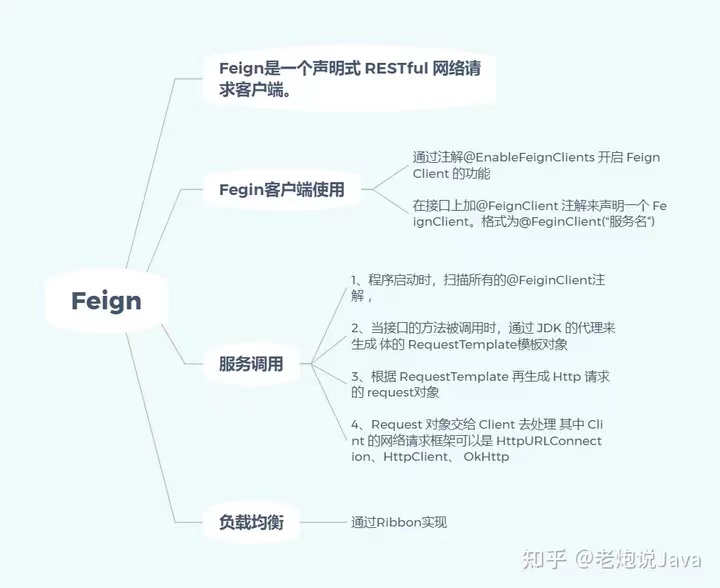 Feign是一个声明式 RESTful 网络请
求客户端。
Fegin客户端使用
通过注解@EnableFeignClients 开启 Feign
Client 的功能
在接口上加@FeignClient 注解来声明一个 Fe
ignClient。格式为@FeginClient("服务名")
Feign
服务调用
1、程序启动时，扫描所有的@FeiginClient注
解 ，
2、当接口的方法被调用时，通过 JDK 的代理来
生成 体的 RequestTemplate模板对象
3、根据 RequestTemplate 再生成 Http 请求
的 request对象
4、Request 对象交给 Client 去处理 其中 Cli
nt 的网络请求框架可以是 HttpURLConnect
ion、HttpClient、 OkHttp
负载均衡
通过Ribbon实现
知乎 @老炮说Java